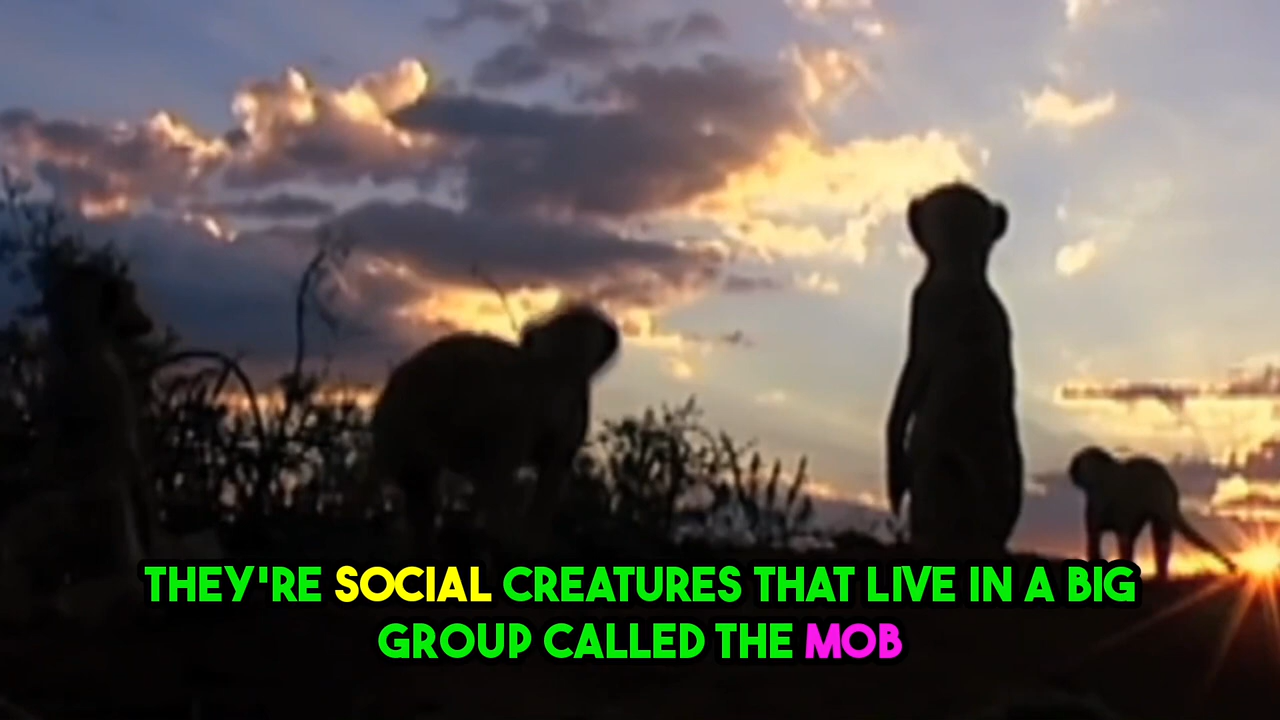 THEY'RE SOCIAL CREATURES THAT LIVE IN A BIG
GROUP CALLED THE MOB